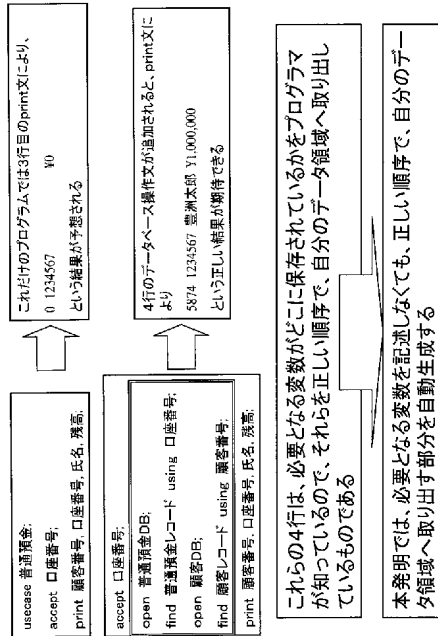 usecase 普通預金;
accept 口座番号;
print 顧客番号, 口座番号, 氏名, 残高;
これだけのプログラムでは3行目のprint文により、
0 1234567 ¥0
という結果が予想される
accept 口座番号;
open 普通預金DB;
find 普通預金レコード using 口座番号;
open 顧客DB;
find 顧客レコード using 顧客番号;
print 顧客番号, 口座番号, 氏名, 残高;
4行のデータベース操作文が追加されると、print文に
より
5874 1234567 豊洲太郎 Y1,000,000
という正しい結果が期待できる
これらの4行は、必要となる変数がどこに保存されているかをプログラマ
が知っているので、それらを正しい順序で、自分のデータ領域へ取り出し
ているものである
本発明では、必要となる変数を記述しなくても、正しい順序で、自分のデー
タ領域へ取り出す部分を自動生成する